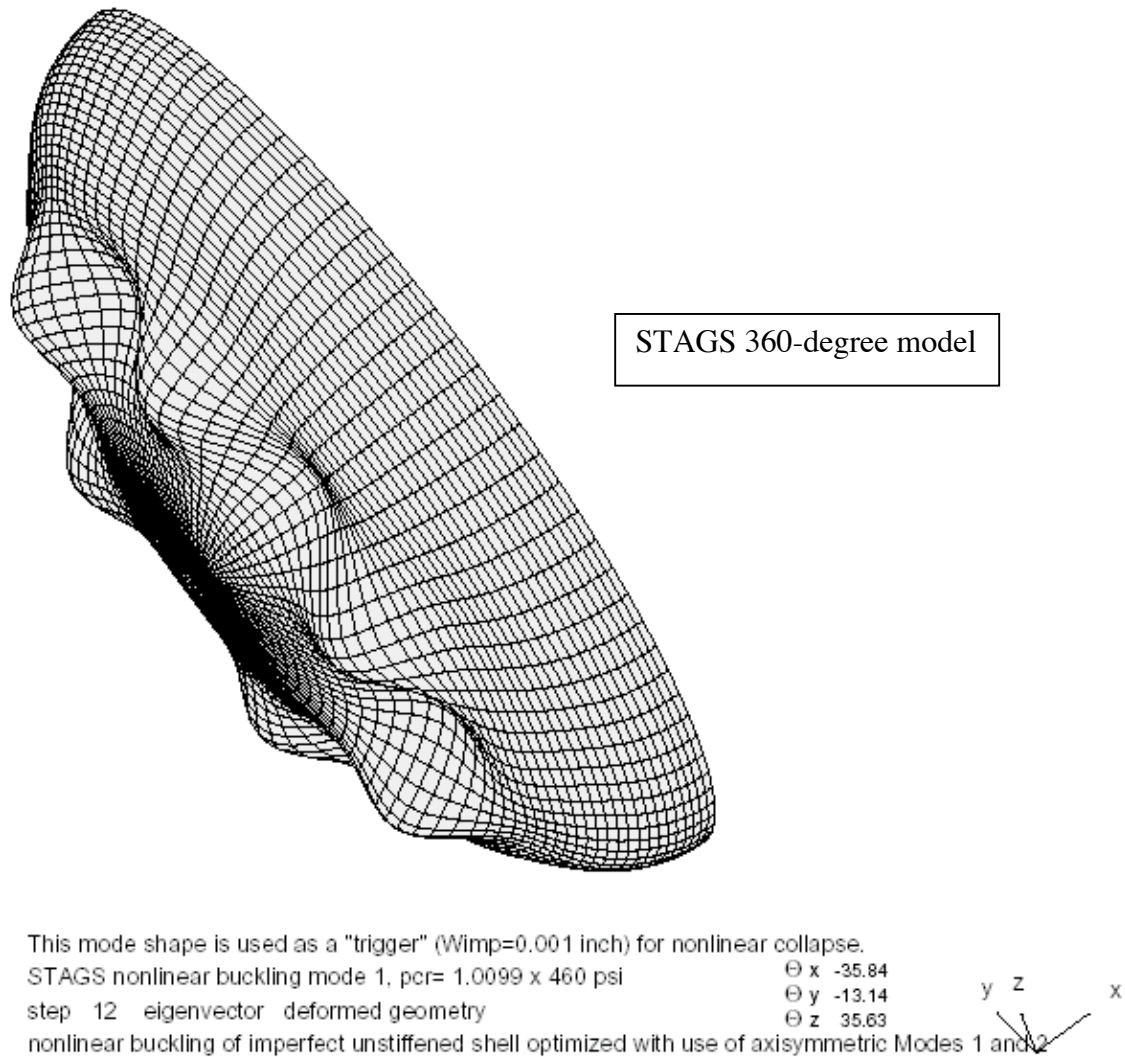 STAGS 360-degree model
This mode shape is used as a "trigger" (Wimp=0.001 inch) for nonlinear collapse.
STAGS nonlinear buckling mode 1, pcr= 1.0099 x 460 psi
step 12 eigenvector deformed geometry
nonlinear buckling of imperfect unstiffened shell optimized with use of axisymmetric Modes 1 and 2
Θ x -35.84
Θ y -13.14
Θ z 35.63
y z x